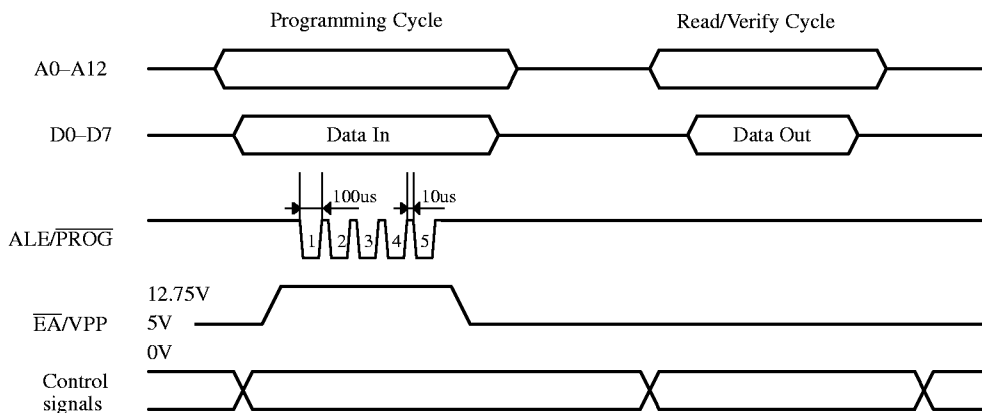 Programming Cycle Read/Verify Cycle
A0–A12
D0–D7 Data In Data Out
100us 10us
ALE/PROG 1 2 3 4 5
12.75V
EA/VPP 5V
0V
Control
signals